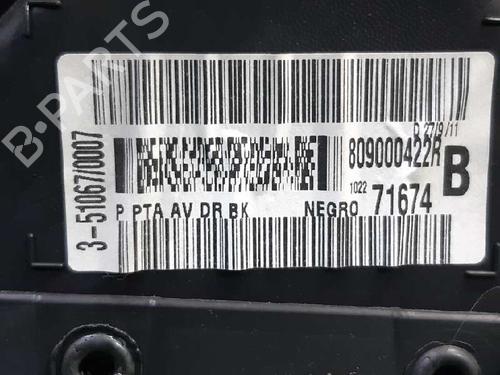 3-51067/0007
D 27/9/11
809000422R
B
1022
71674
P PTA AV DR BK NEGRO
B-PARTS